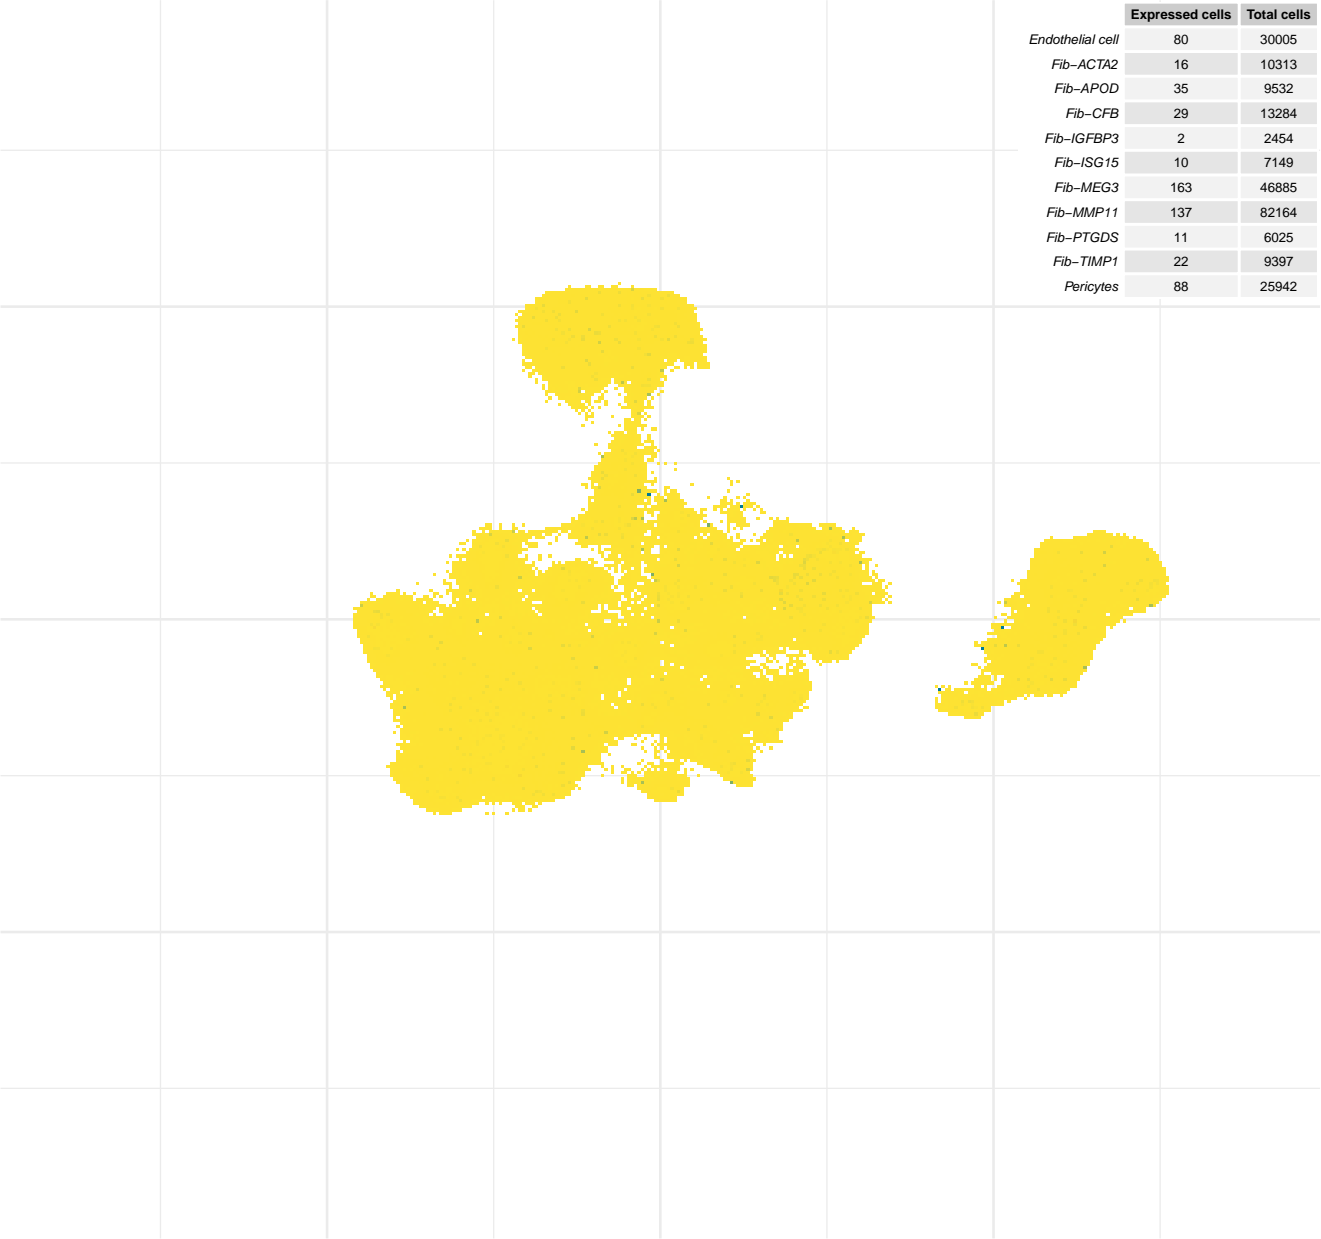 Expressed cells Total cells
Endothelial cell 80 30005
Fib−ACTA2 16 10313
Fib−APOD 35 9532
Fib−CFB 29 13284
Fib−IGFBP3 2 2454
Fib−ISG15 10 7149
Fib−MEG3 163 46885
Fib−MMP11 137 82164
Fib−PTGDS 11 6025
Fib−TIMP1 22 9397
Pericytes 88 25942